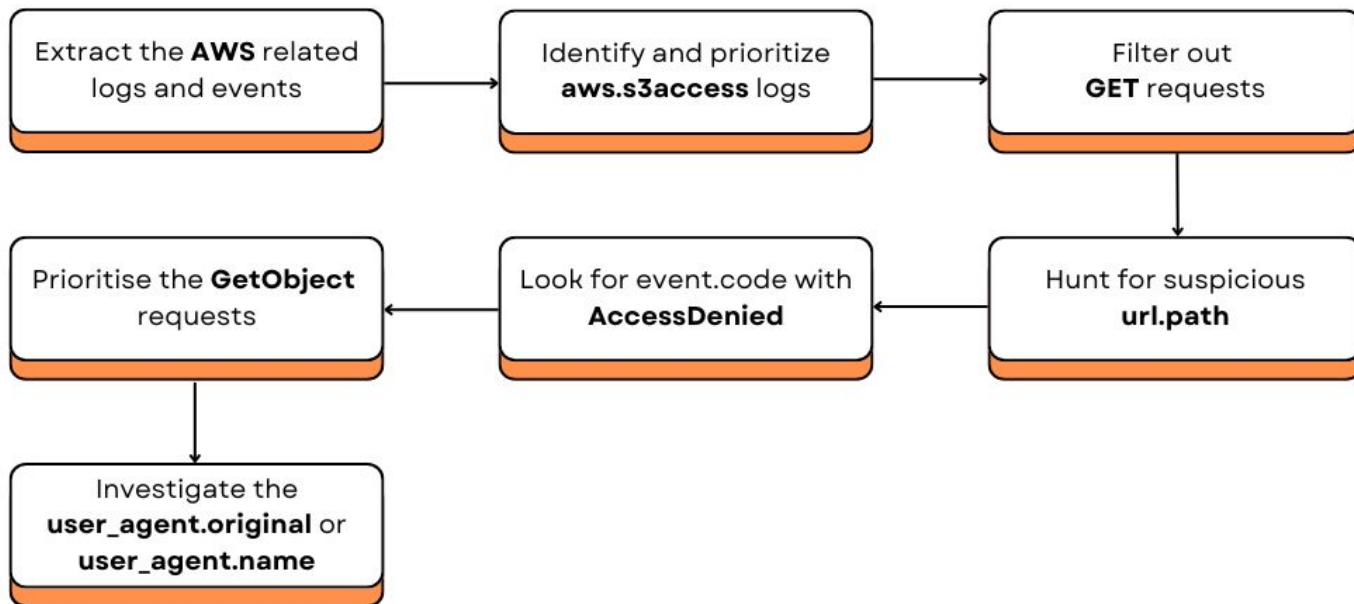 Extract the AWS related
logs and events
Identify and prioritize
aws.s3access logs
Filter out
GET requests
Hunt for suspicious
url.path
Look for event.code with
AccessDenied
Prioritise the GetObject
requests
Investigate the
user_agent.original or
user_agent.name